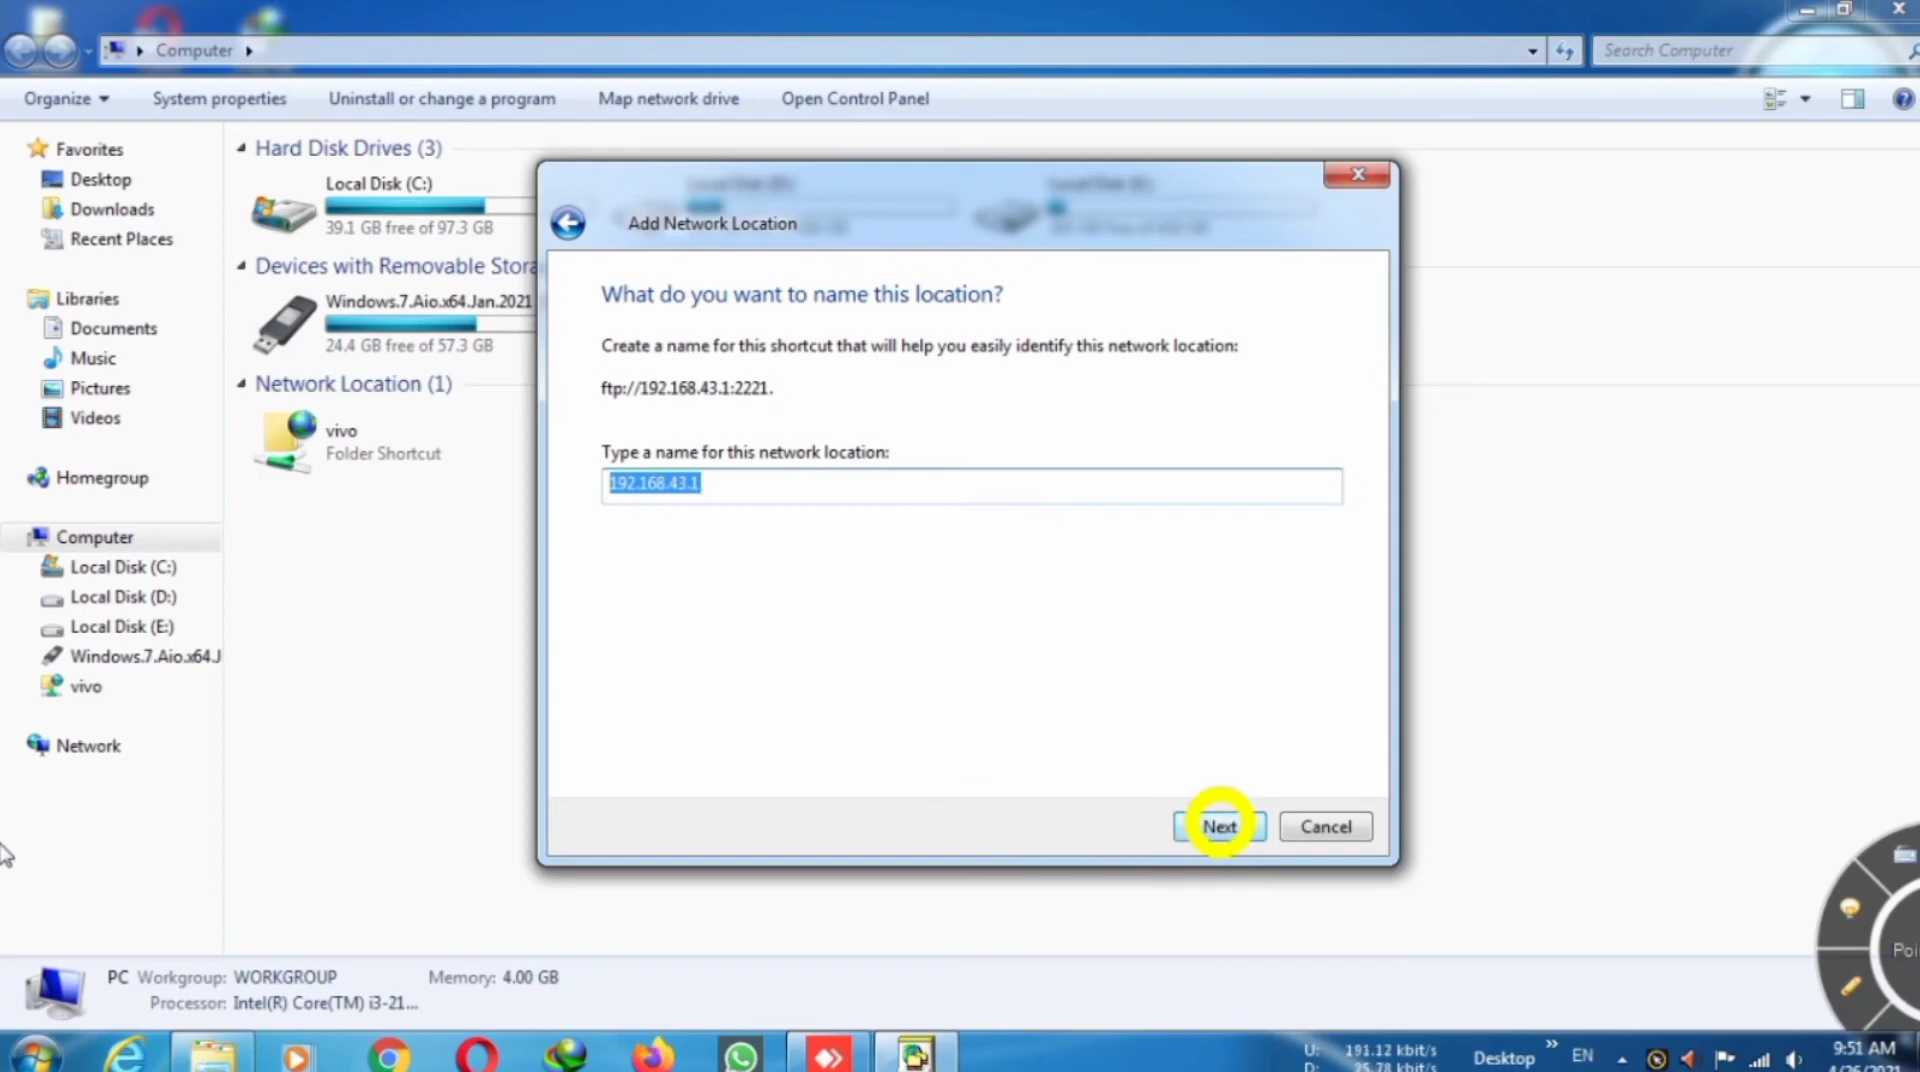 Computer
Search Computer
Organize
System properties
Uninstall or change a program
Map network drive
Open Control Panel
Favorites
Desktop
Downloads
Recent Places
Libraries
Documents
Music
Pictures
Videos
Homegroup
Computer
Local Disk (C:)
Local Disk (D:)
Local Disk (E:)
Windows.7.Aio.x64.J
vivo
Network
Hard Disk Drives (3)
Local Disk (C:)
39.1 GB free of 97.3 GB
Devices with Removable Stora
Windows.7.Aio.x64.Jan.2021
24.4 GB free of 57.3 GB
Network Location (1)
vivo
Folder Shortcut
Add Network Location
What do you want to name this location?
Create a name for this shortcut that will help you easily identify this network location:
ftp://192.168.43.1:2221.
Type a name for this network location:
192.168.43.1
Next
Cancel
Poi
PC Workgroup: WORKGROUP Memory: 4.00 GB
Processor: Intel(R) Core(TM) i3-21...
U: 191.12 kbit/s
D: 25.78 kbit/s
Desktop
EN
9:51 AM
4/26/2021